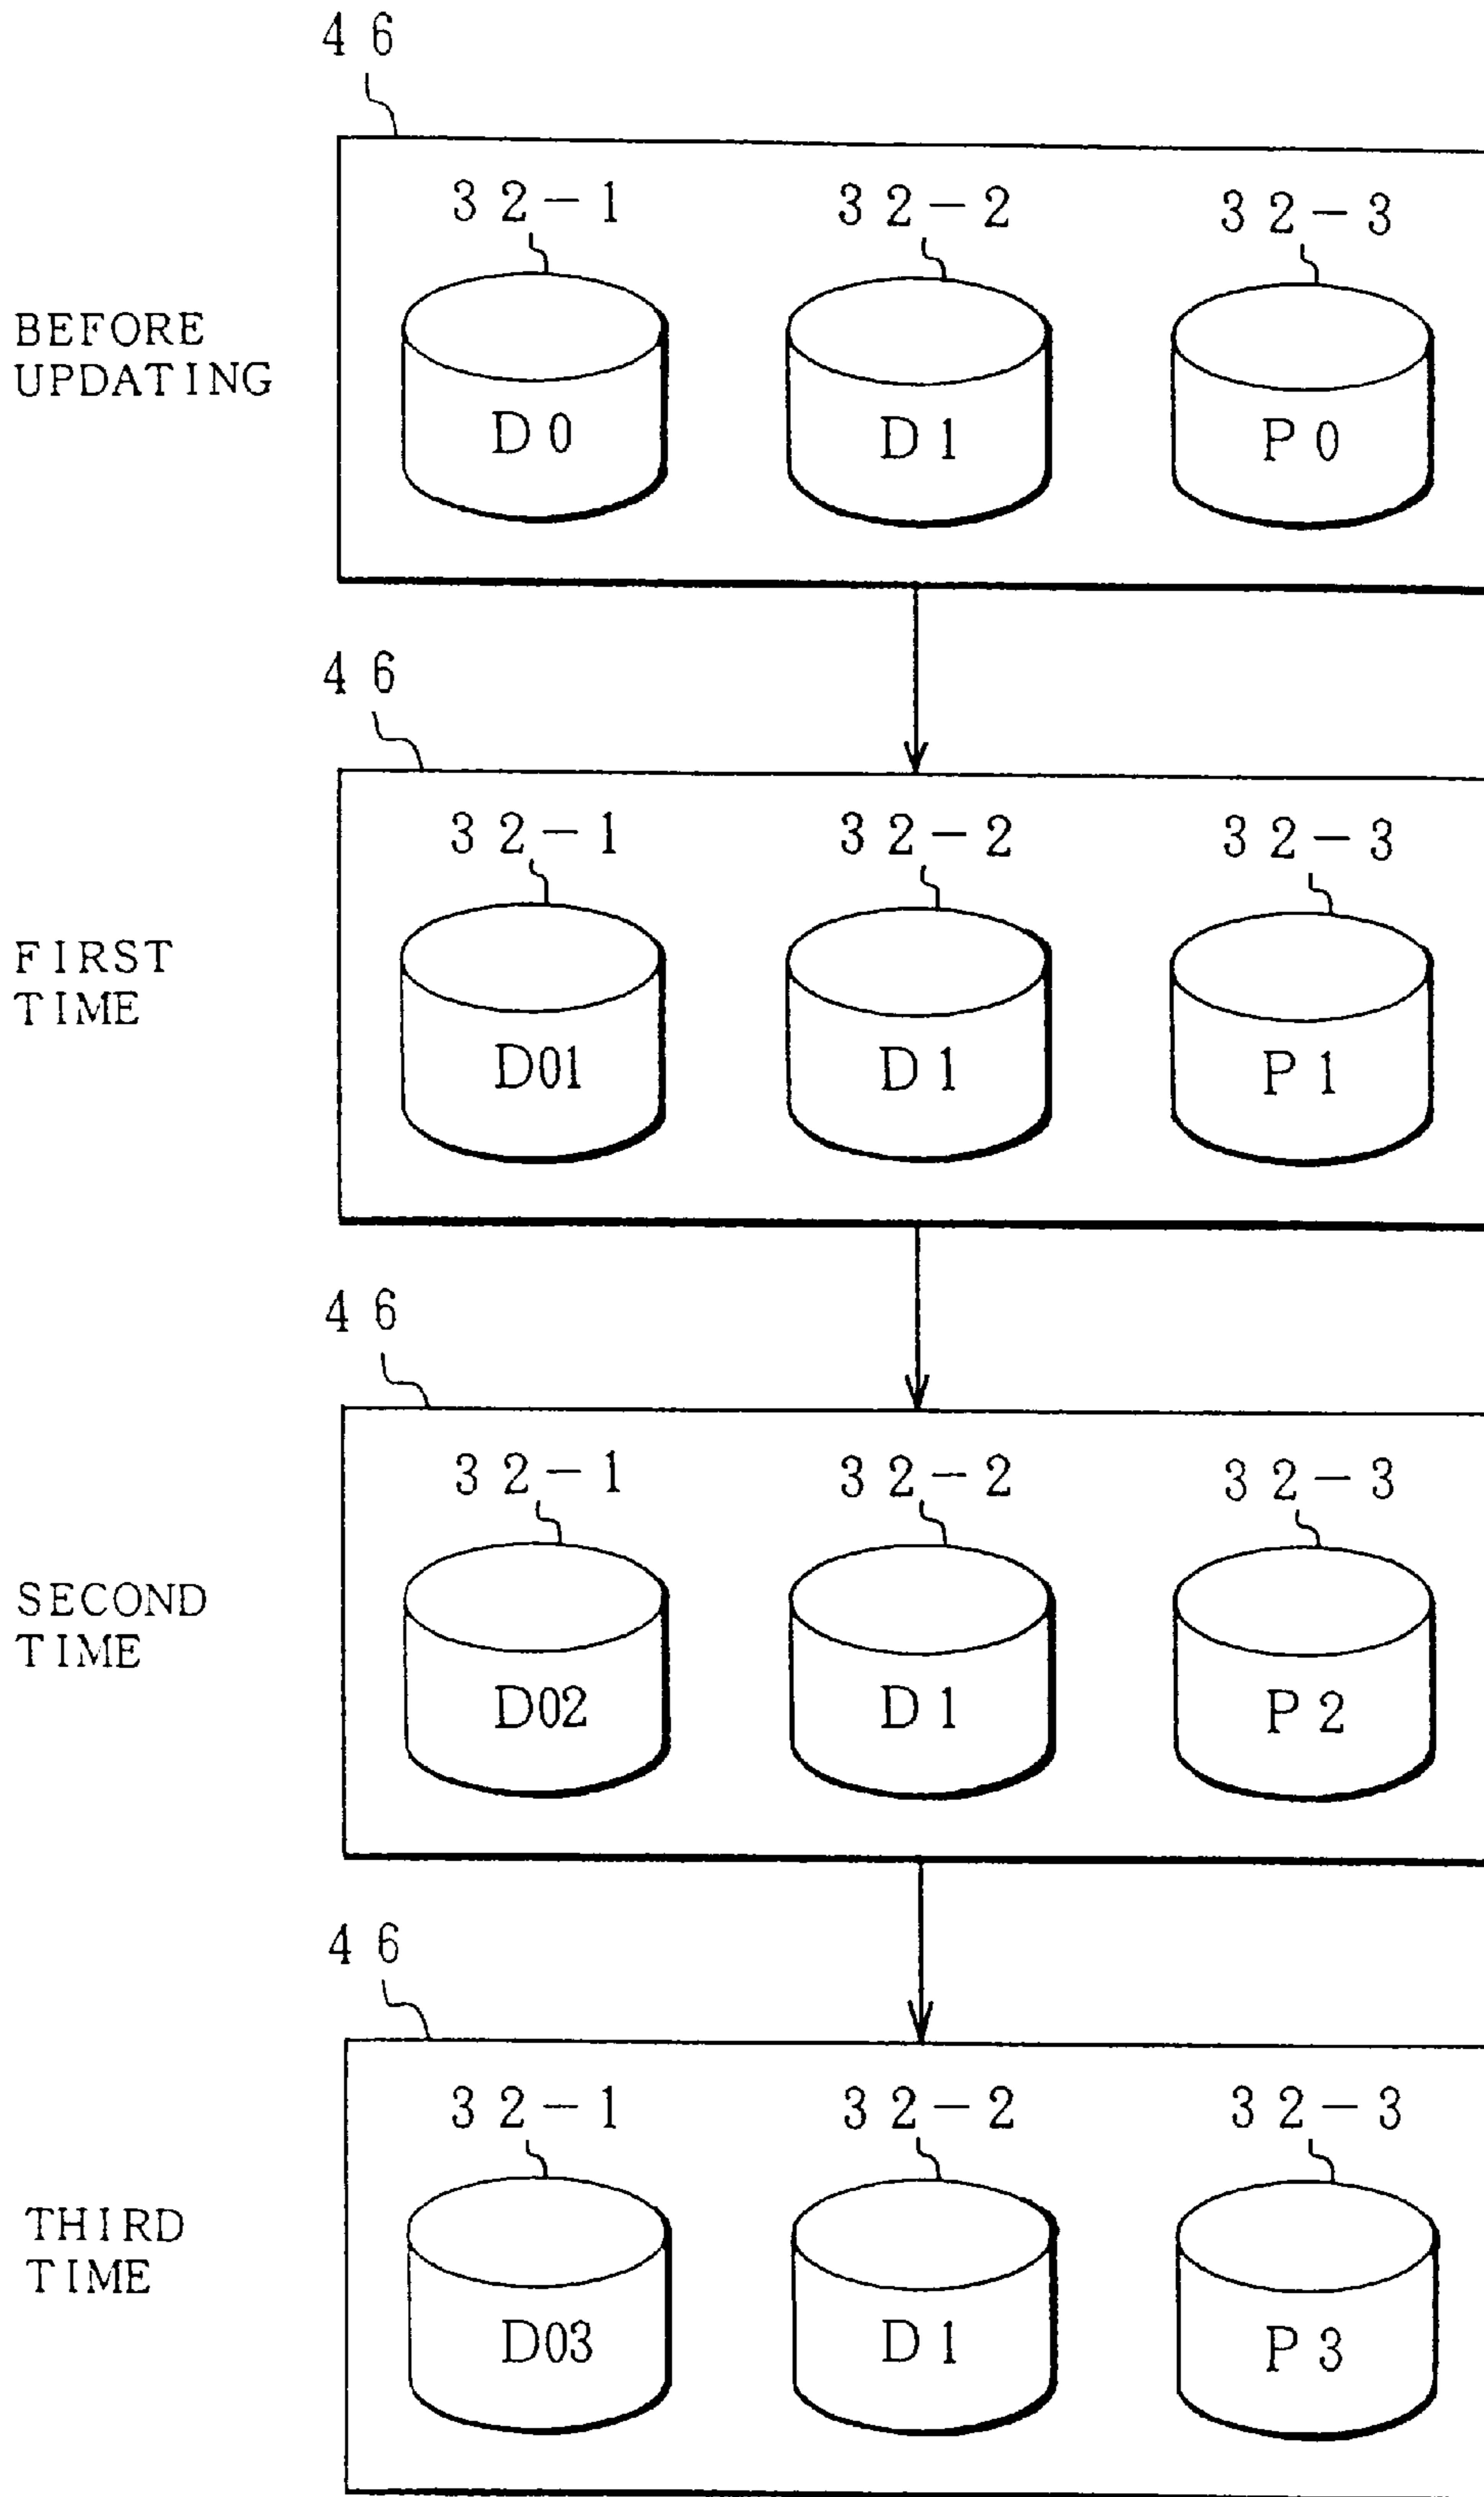 46
32-1 32-2 32-3
BEFORE
UPDATING
D0 D1 P0
46
32-1 32-2 32-3
FIRST
TIME
D01 D1 P1
46
32-1 32-2 32-3
SECOND
TIME
D02 D1 P2
46
32-1 32-2 32-3
THIRD
TIME
D03 D1 P3